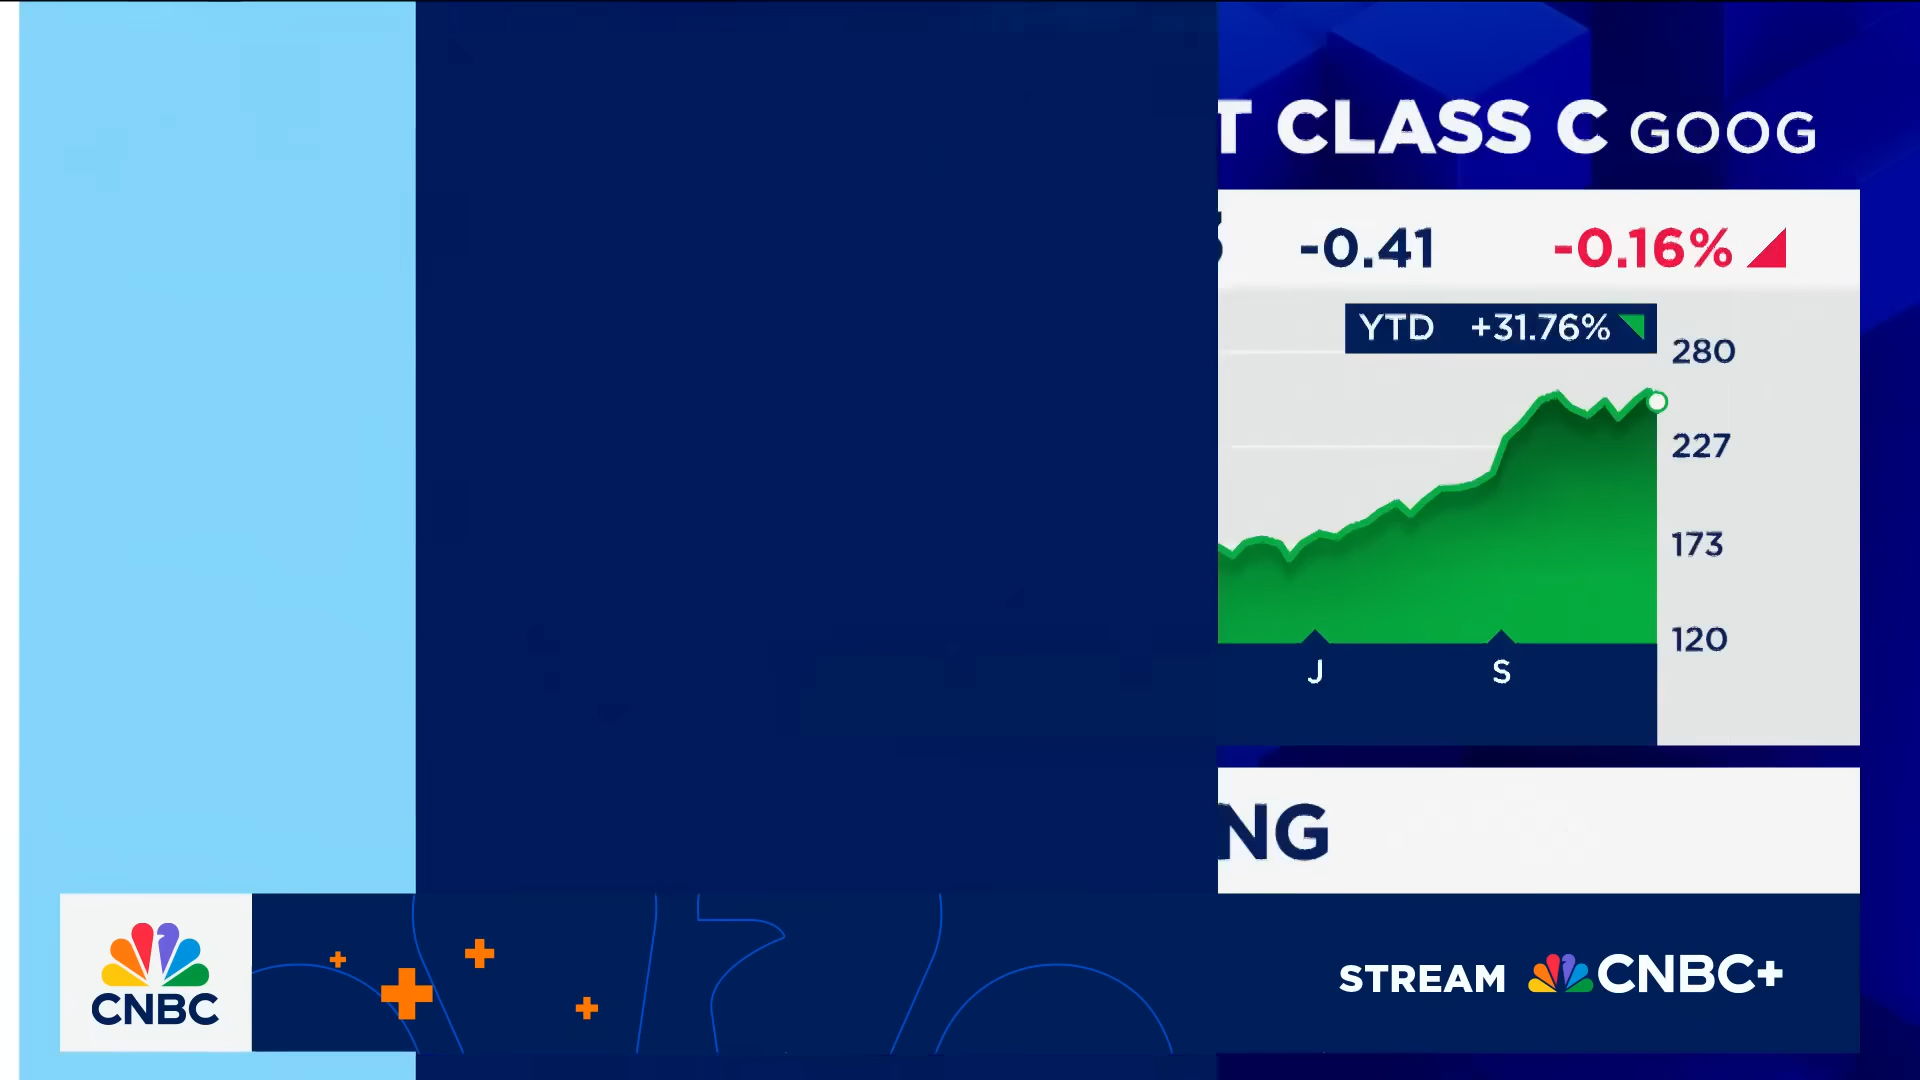 T CLASS C GOOG
-0.41 -0.16%
YTD +31.76%
280
227
173
120
J S
NG
CNBC
STREAM CNBC+